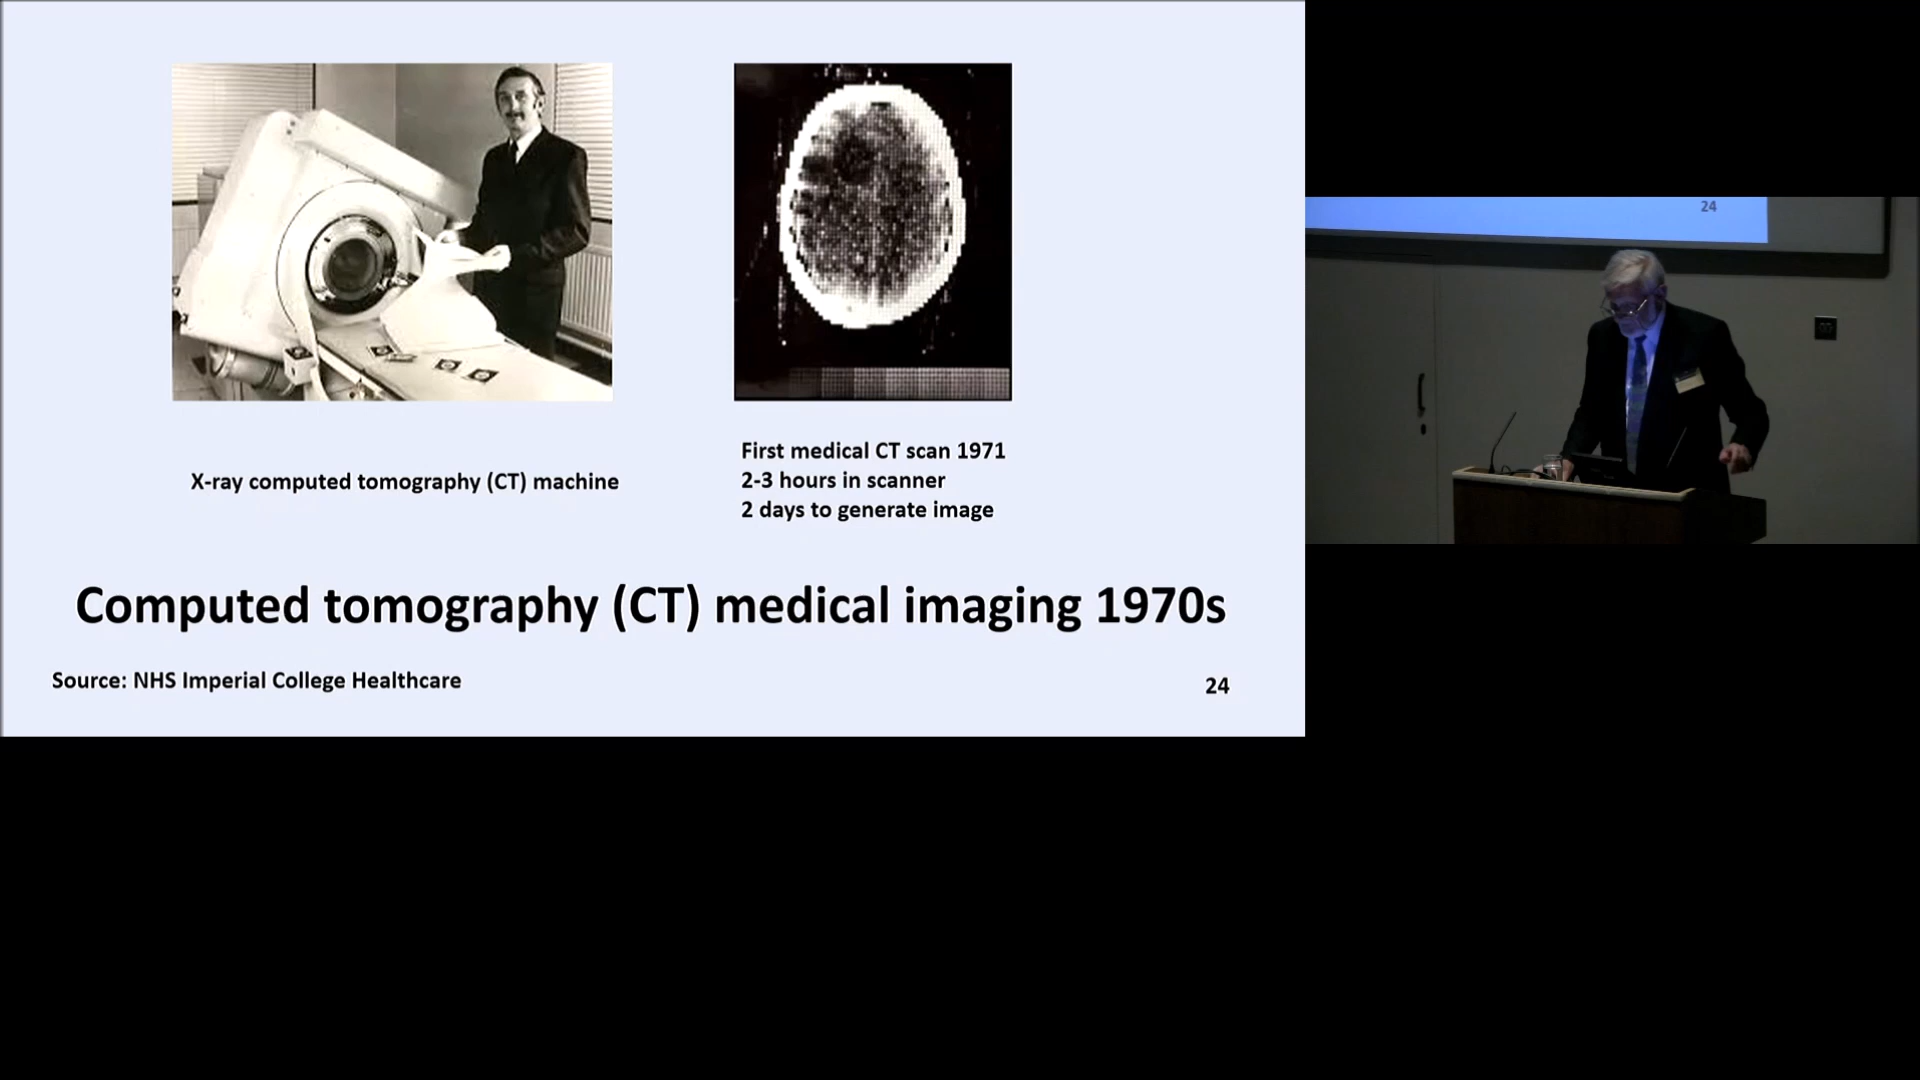 X-ray computed tomography (CT) machine
First medical CT scan 1971
2-3 hours in scanner
2 days to generate image
Computed tomography (CT) medical imaging 1970s
Source: NHS Imperial College Healthcare
24
24